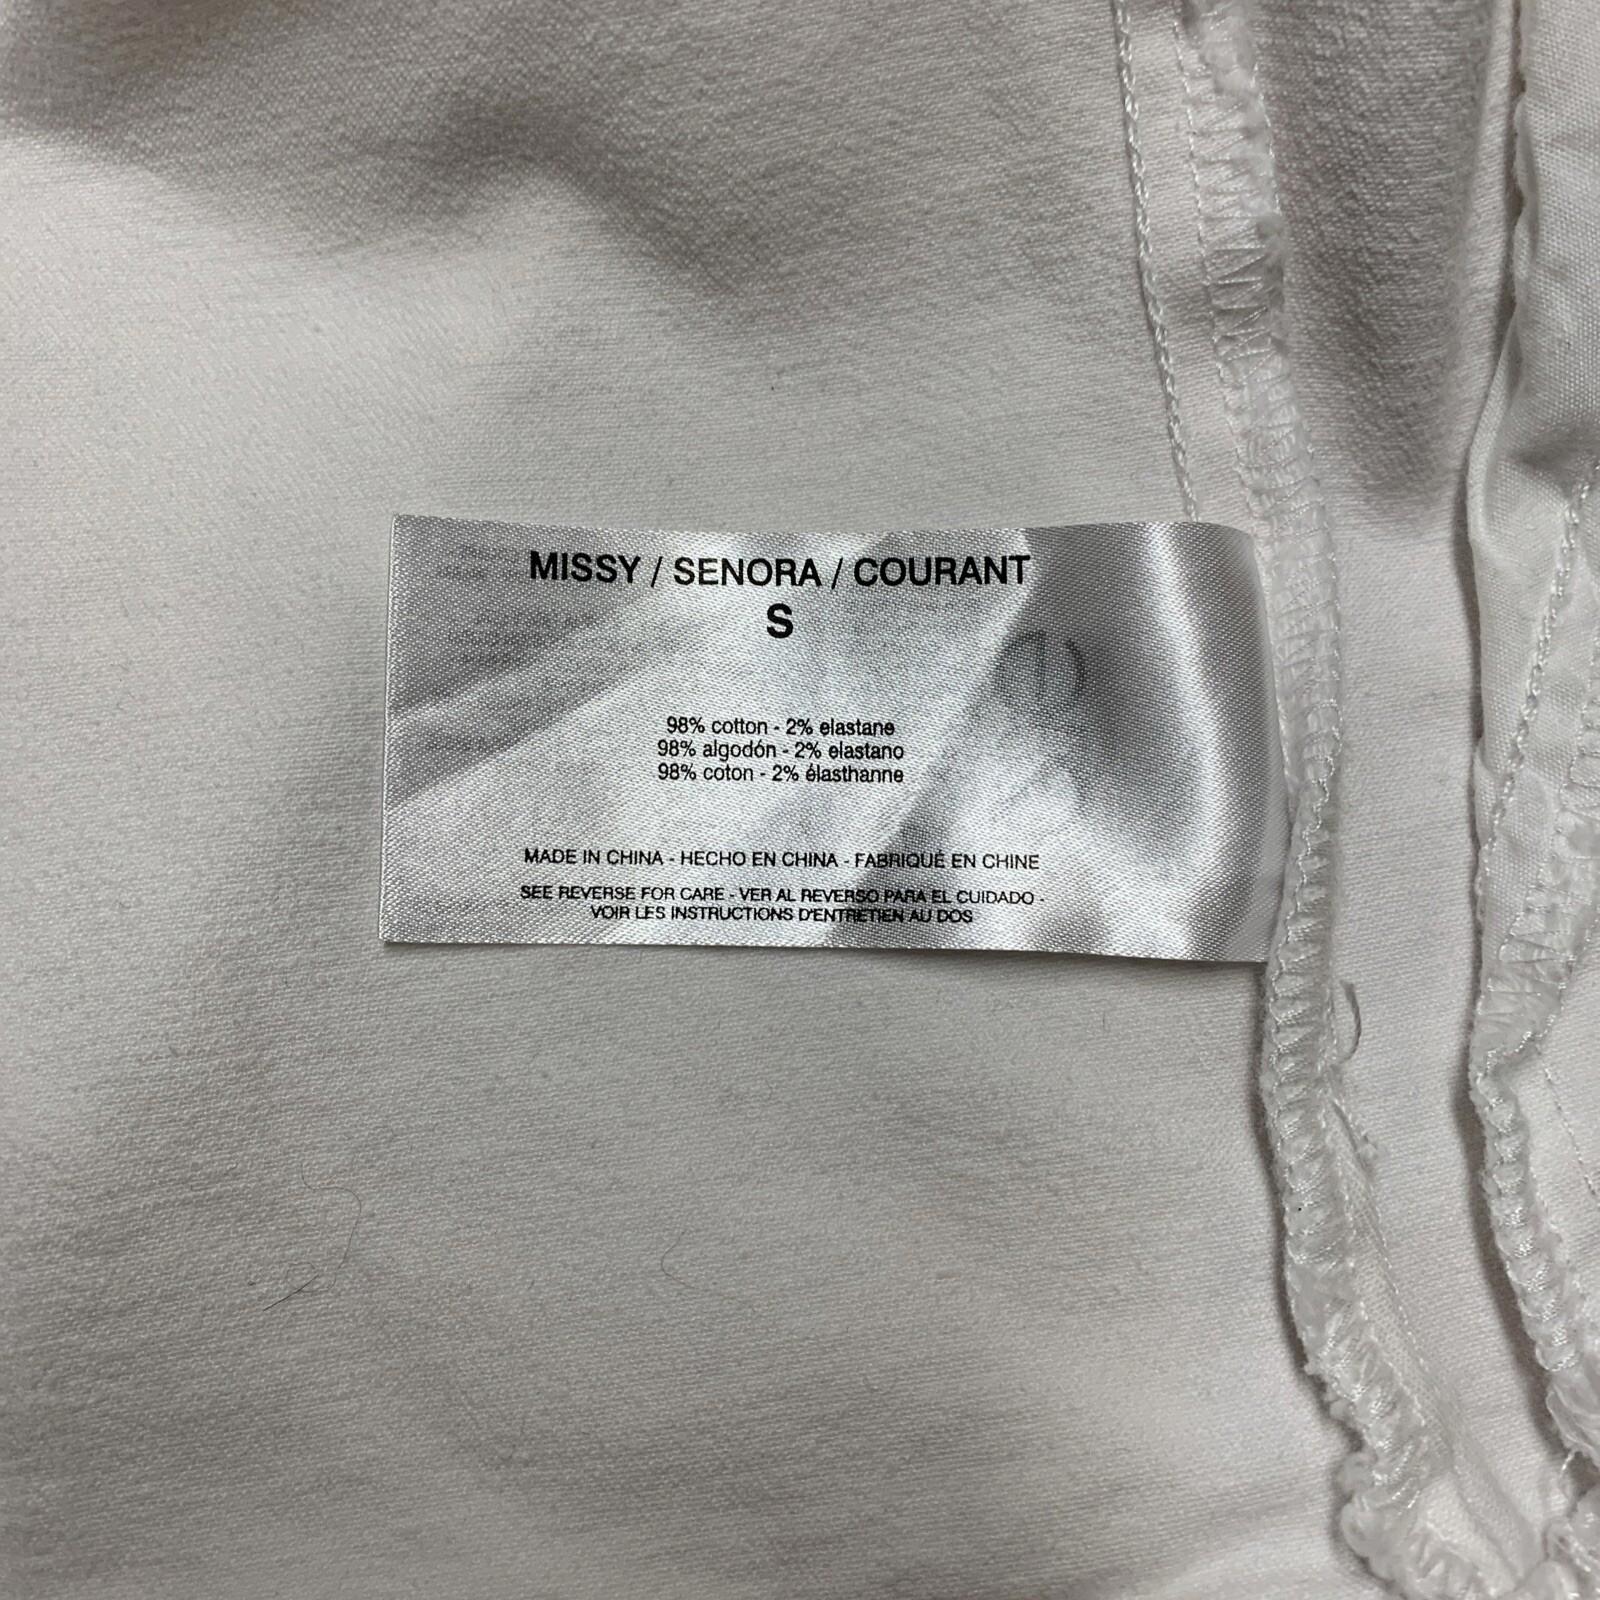 MISSY / SENORA / COURANT
S
98% cotton - 2% elastane
98% algodón - 2% elastano
98% coton - 2% élasthanne
MADE IN CHINA - HECHO EN CHINA - FABRIQUÉ EN CHINE
SEE REVERSE FOR CARE - VER AL REVERSO PARA EL CUIDADO -
VOIR LES INSTRUCTIONS D'ENTRETIEN AU DOS